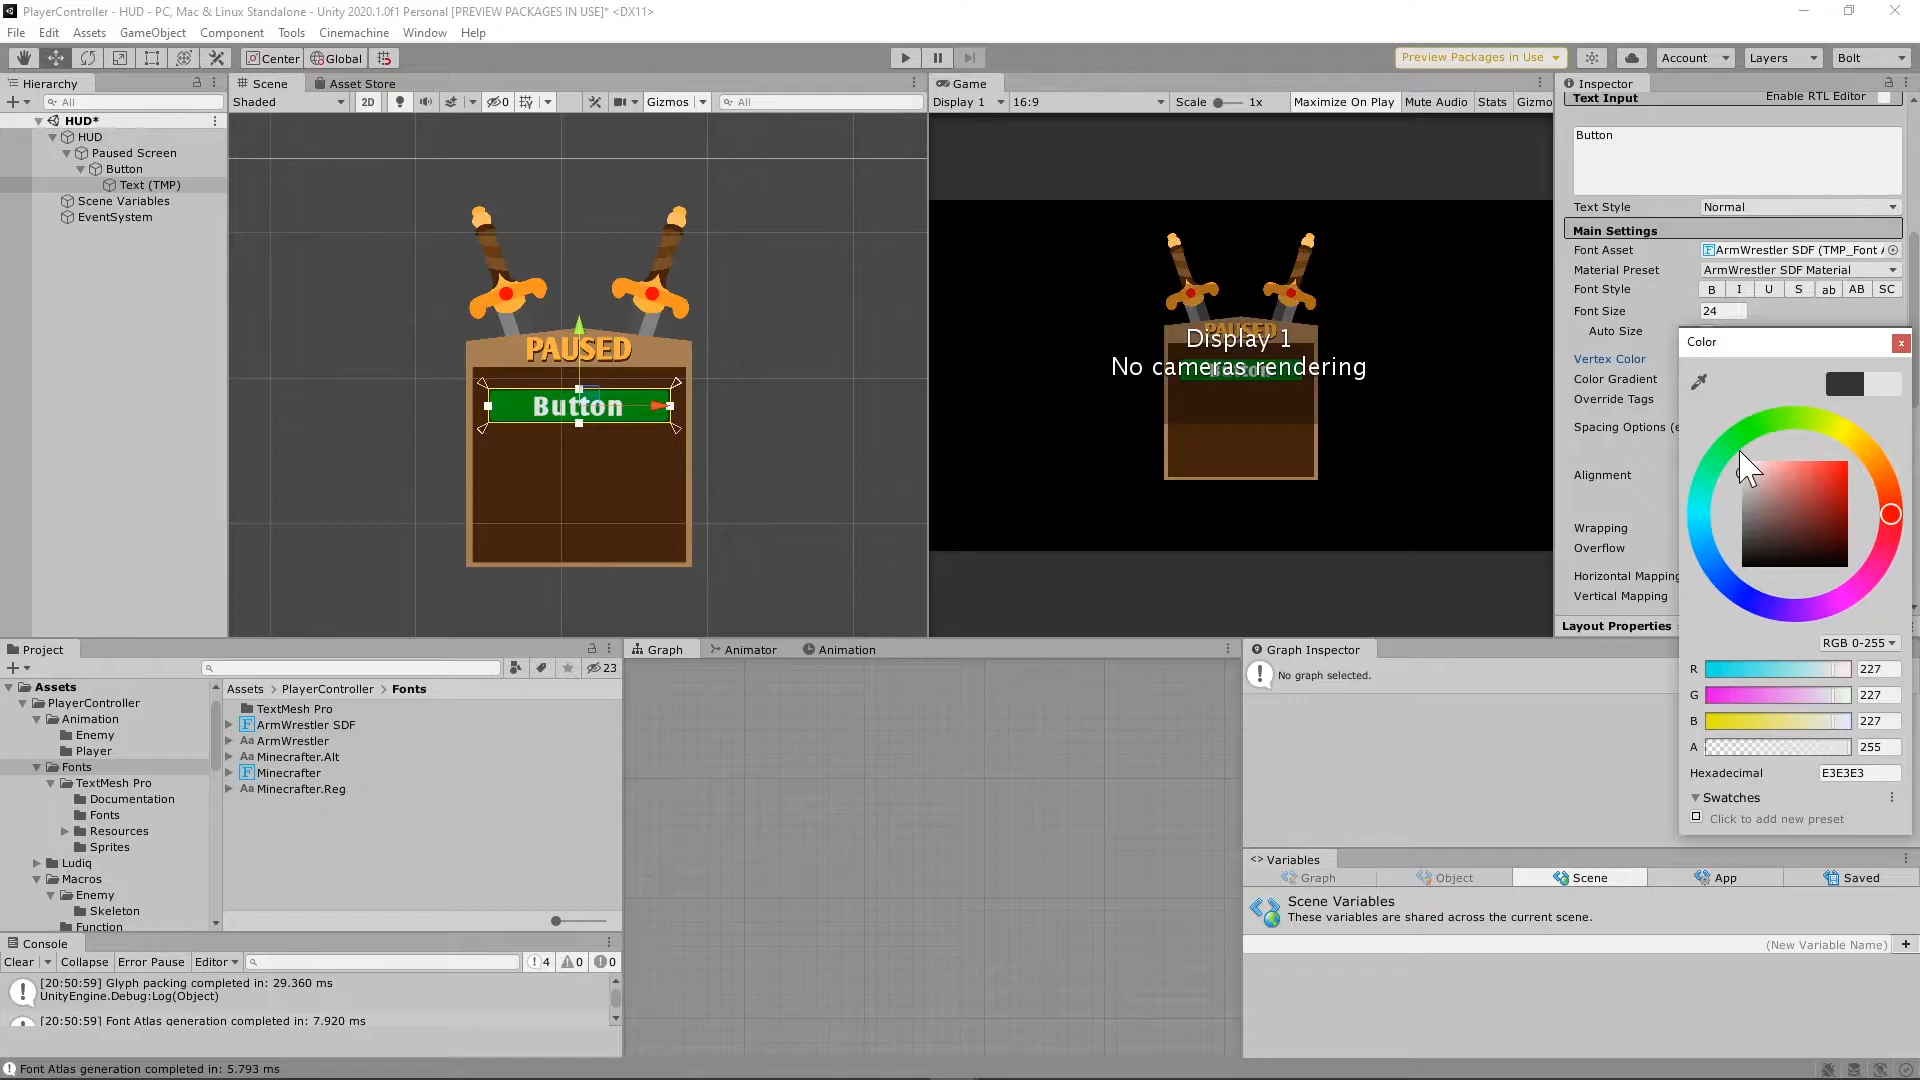 PlayerController - HUD - PC, Mac & Linux Standalone - Unity 2020.1.0f1 Personal [PREVIEW PACKAGES IN USE]* <DX11>
File Edit Assets GameObject Component Tools Cinemachine Window Help
Center Global Preview Packages in Use Account Layers Bolt
Hierarchy Scene Asset Store Game Inspector
All Shaded 2D 0 Gizmos All Display 1 16:9 Scale 1x Maximize On Play Mute Audio Stats Gizmo
Text Input Enable RTL Editor
HUD*
HUD
Paused Screen
Button
Text (TMP)
Scene Variables
EventSystem
PAUSED
Button
Display 1
No cameras rendering
Button
Text Style Normal
Main Settings
Font Asset F ArmWrestler SDF (TMP_Font A
Material Preset ArmWrestler SDF Material
Font Style B I U S ab AB SC
Font Size 24
Auto Size
Vertex Color
Color Gradient
Override Tags
Spacing Options (e
Alignment
Wrapping
Overflow
Horizontal Mapping
Vertical Mapping
Layout Properties
Color x
RGB 0-255
R 227
G 227
B 227
A 255
Hexadecimal E3E3E3
Swatches
Click to add new preset
Project
23
Assets
PlayerController
Animation
Enemy
Player
Fonts
TextMesh Pro
Documentation
Fonts
Resources
Sprites
Ludiq
Macros
Enemy
Skeleton
Function
Assets > PlayerController > Fonts
TextMesh Pro
F ArmWrestler SDF
Aa ArmWrestler
Aa Minecrafter.Alt
F Minecrafter
Aa Minecrafter.Reg
Graph Animator Animation
Graph Inspector
No graph selected.
<> Variables
Graph Object Scene App Saved
Scene Variables
These variables are shared across the current scene.
(New Variable Name)
Console
Clear Collapse Error Pause Editor 4 0 0
[20:50:59] Glyph packing completed in: 29.360 ms
UnityEngine.Debug:Log(Object)
[20:50:59] Font Atlas generation completed in: 7.920 ms
Font Atlas generation completed in: 5.793 ms